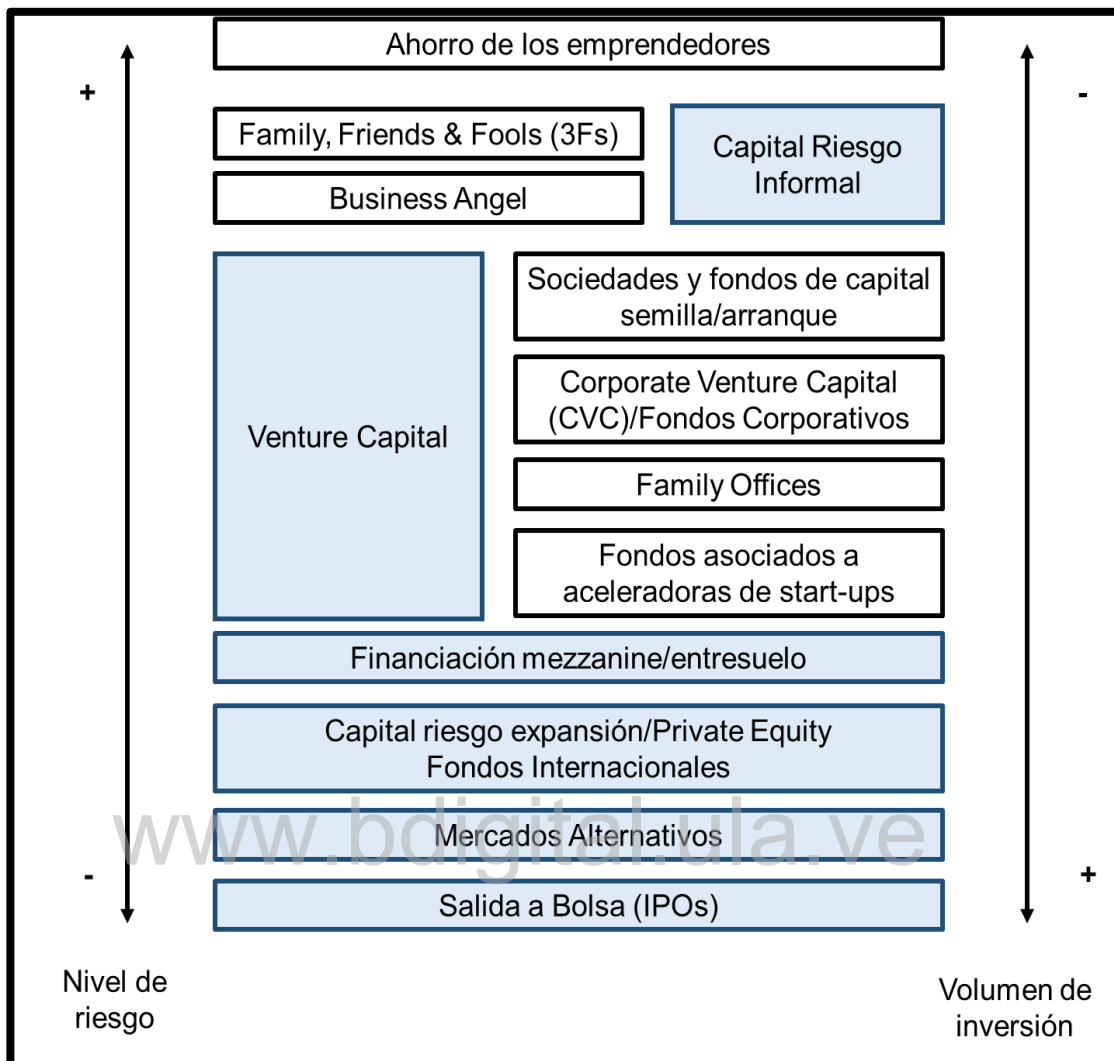 Ahorro de los emprendedores
+
-
Family, Friends & Fools (3Fs)
Capital Riesgo
Informal
Business Angel
Venture Capital
Sociedades y fondos de capital
semilla/arranque
Corporate Venture Capital
(CVC)/Fondos Corporativos
Family Offices
Fondos asociados a
aceleradoras de start-ups
Financiación mezzanine/entresuelo
Capital riesgo expansión/Private Equity
Fondos Internacionales
Mercados Alternativos
www.bdigital.ula.ve
-
+
Salida a Bolsa (IPOs)
Nivel de
riesgo
Volumen de
inversión